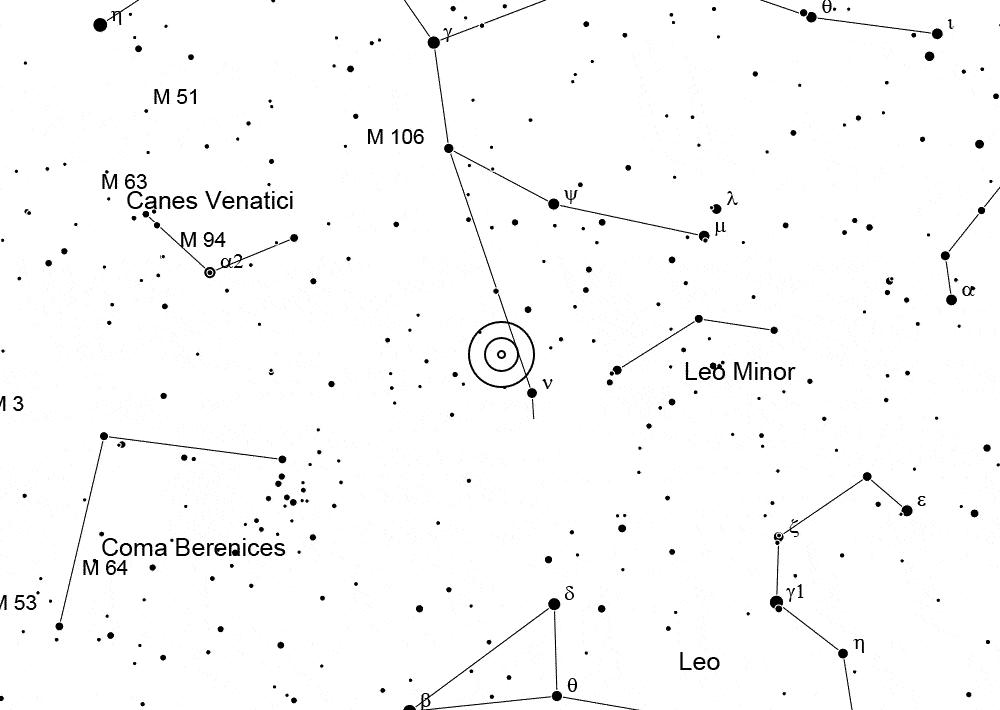 η
γ
θ
ι
M 51
M 106
M 63
Canes Venatici
ψ
λ
μ
M 94
α2
α
Leo Minor
ν
M 3
ε
ζ
Coma Berenices
M 64
M 53
δ
γ1
η
Leo
θ
β